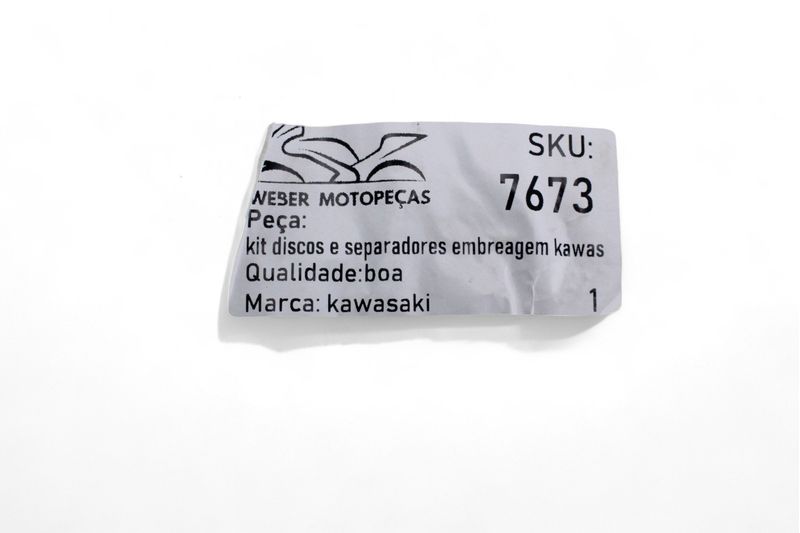 WEBER MOTOPEÇAS
SKU:
7673
Peça:
kit discos e separadores embreagem kawas
Qualidade:boa
Marca: kawasaki
1